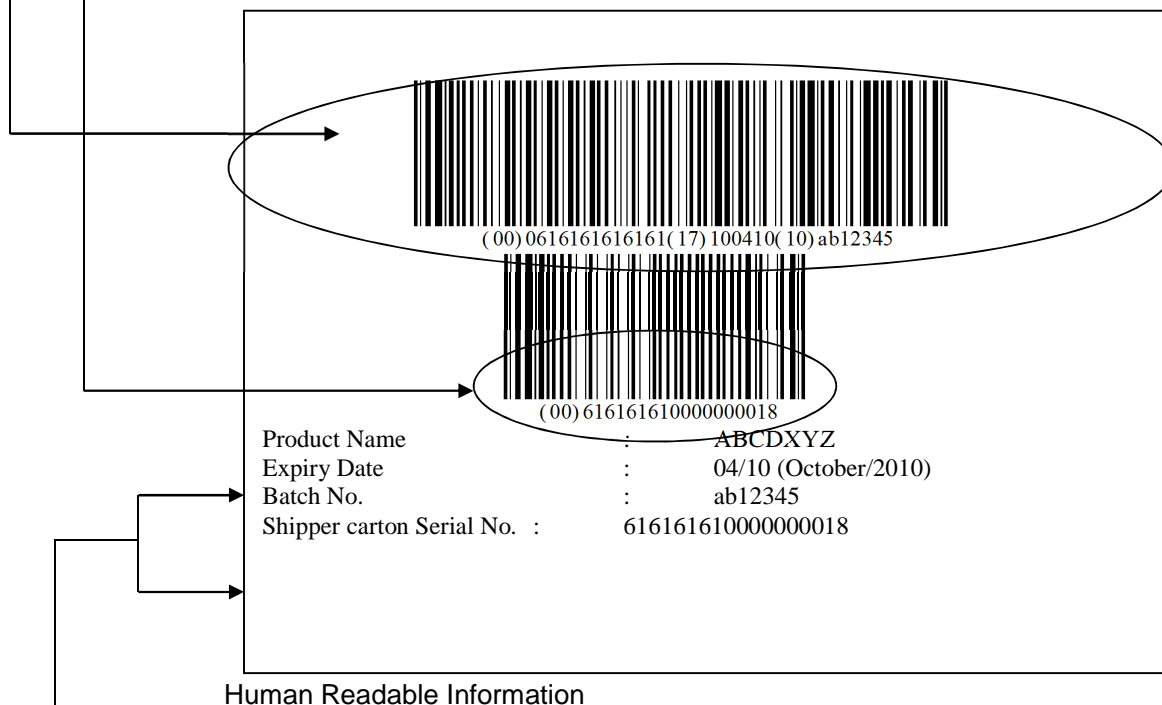 (00) 0616161616161(17) 100410(10) ab12345
(00) 616161610000000018
Product Name : ABCDXYZ
Expiry Date : 04/10 (October/2010)
Batch No. : ab12345
Shipper carton Serial No. : 616161610000000018
Human Readable Information